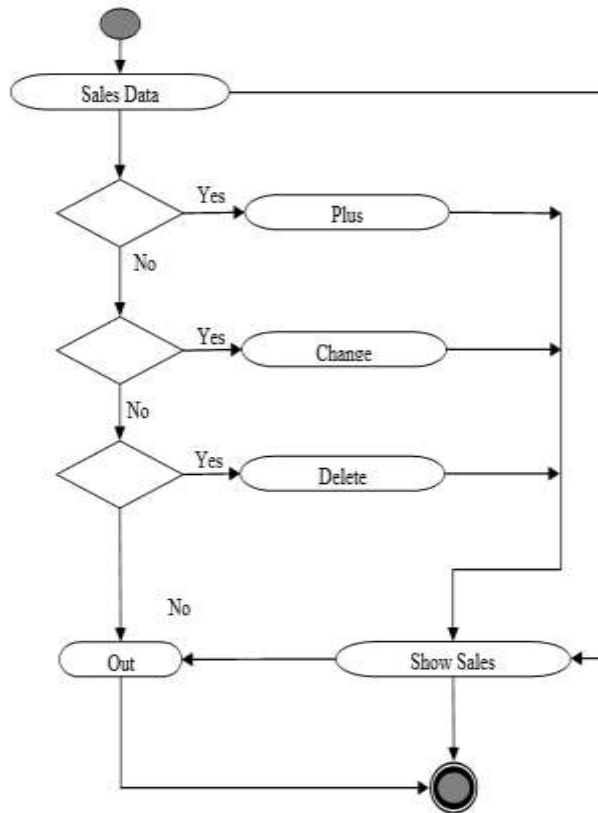 Sales Data
Yes
Plus
No
Yes
Change
No
Yes
Delete
No
Out
Show Sales